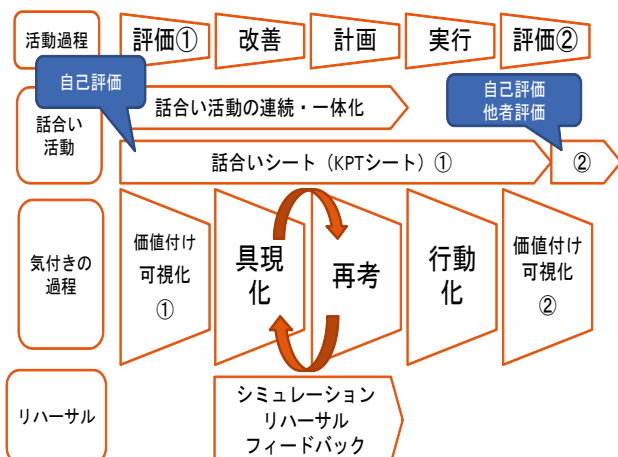 活動過程
評価①
改善
計画
実行
評価②
自己評価
自己評価
他者評価
話合い
活動
話合い活動の連続・一体化
話合いシート（KPTシート）①
②
気付きの
過程
価値付け
可視化
①
具現
化
再考
行動
化
価値付け
可視化
②
リハーサル
シミュレーション
リハーサル
フィードバック